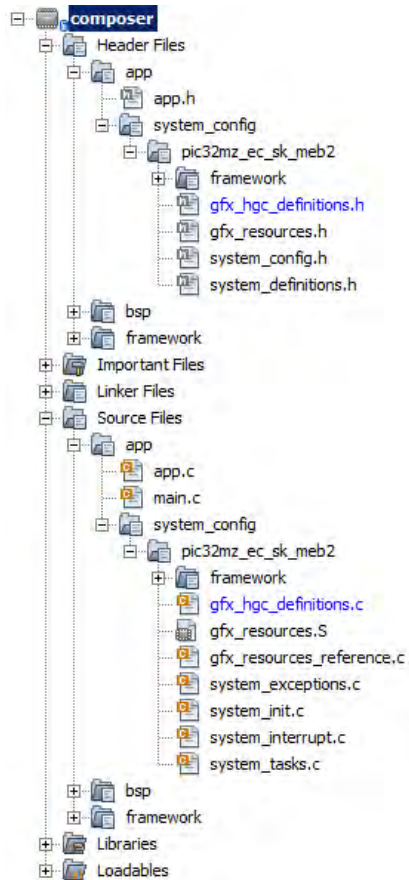 composer
Header Files
app
app.h
system_config
pic32mz_ec_sk_meb2
framework
gfx_hgc_definitions.h
gfx_resources.h
system_config.h
system_definitions.h
bsp
framework
Important Files
Linker Files
Source Files
app
app.c
main.c
system_config
pic32mz_ec_sk_meb2
framework
gfx_hgc_definitions.c
gfx_resources.S
gfx_resources_reference.c
system_exceptions.c
system_init.c
system_interrupt.c
system_tasks.c
bsp
framework
Libraries
Loadables